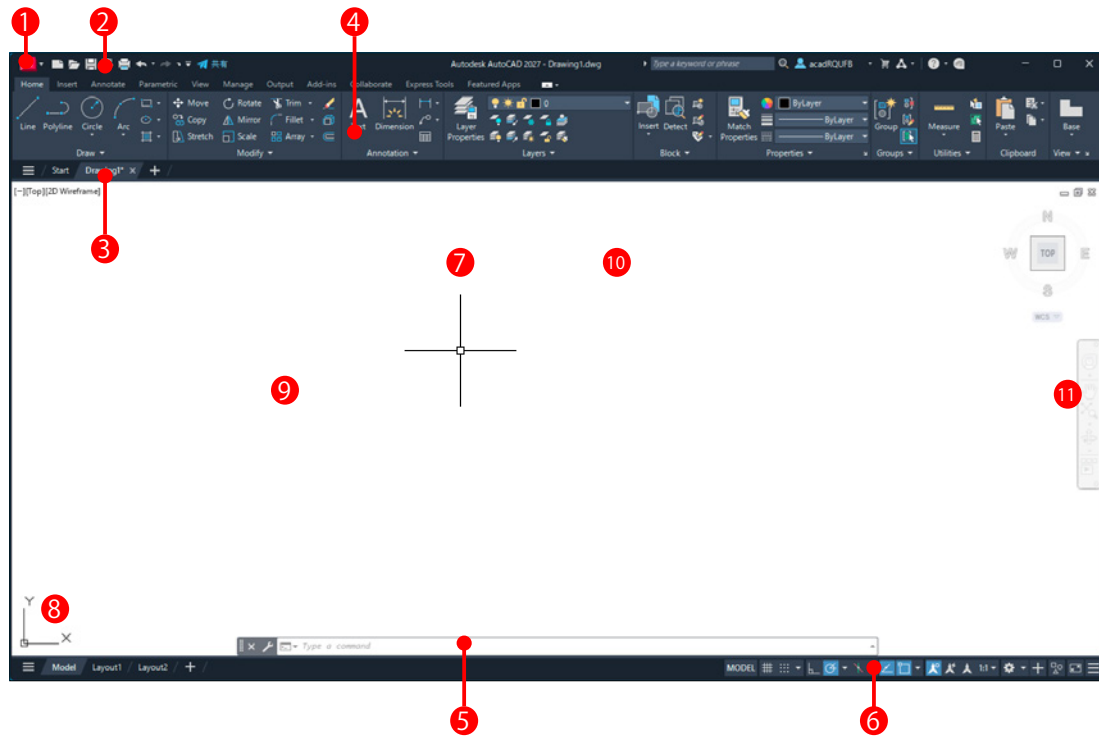 1 2 4
共有 Autodesk AutoCAD 2027 - Drawing1.dwg Type a keyword or phrase acadRQUFB
Home Insert Annotate Parametric View Manage Output Add-ins Collaborate Express Tools Featured Apps
Move Rotate Trim 0 ByLayer
Line Polyline Circle Arc Copy Mirror Fillet Dimension Layer Properties Insert Detect Match Properties ByLayer Group Measure Paste Base
Stretch Scale Array ByLayer
Draw Modify Annotation Layers Block Properties Groups Utilities Clipboard View
Start Drawing1*
[−][Top][2D Wireframe]
N
3 7 10
W TOP E
S
WCS
9 11
Y
8
X
Type a command
Model Layout1 Layout2 MODEL 1:1
5 6